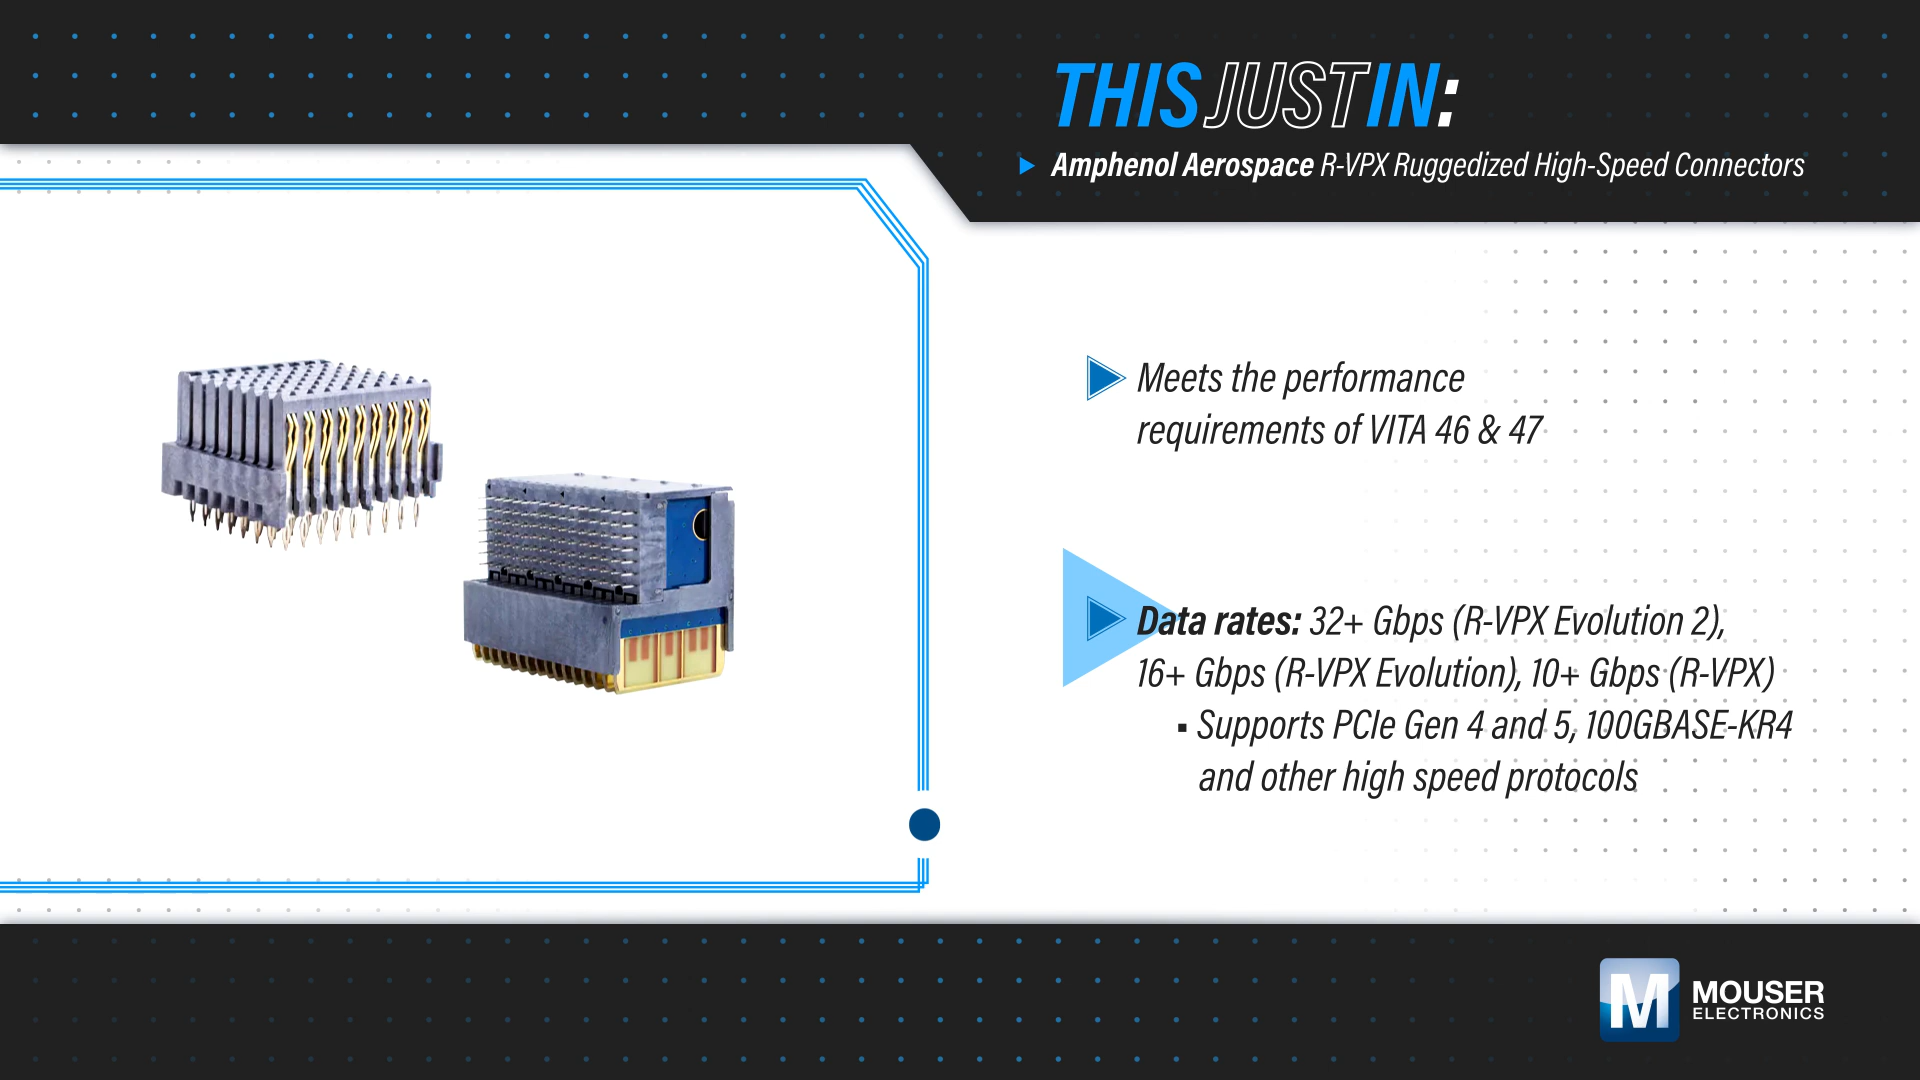 THIS JUST IN:
Amphenol Aerospace R-VPX Ruggedized High-Speed Connectors
Meets the performance
requirements of VITA 46 & 47
Data rates: 32+ Gbps (R-VPX Evolution 2),
16+ Gbps (R-VPX Evolution), 10+ Gbps (R-VPX)
▪ Supports PCIe Gen 4 and 5, 100GBASE-KR4
and other high speed protocols
M MOUSER
ELECTRONICS